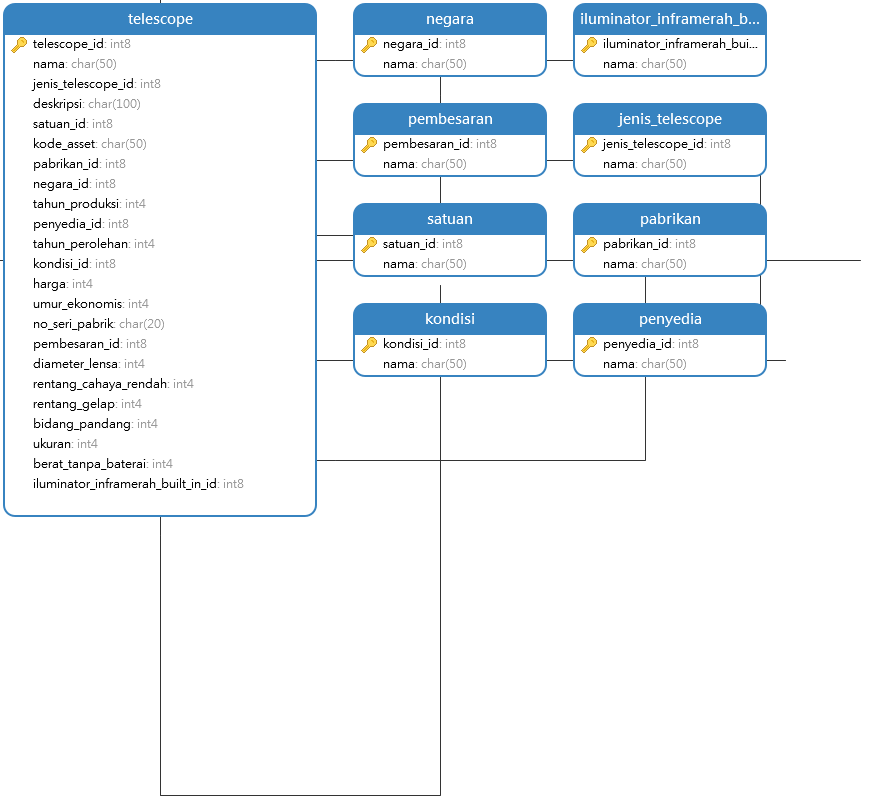 telescope
telescope_id: int8
nama: char(50)
jenis_telescope_id: int8
deskripsi: char(100)
satuan_id: int8
kode_asset: char(50)
pabrikan_id: int8
negara_id: int8
tahun_produksi: int4
penyedia_id: int8
tahun_perolehan: int4
kondisi_id: int8
harga: int4
umur_ekonomis: int4
no_seri_pabrik: char(20)
pembesaran_id: int8
diameter_lensa: int4
rentang_cahaya_rendah: int4
rentang_gelap: int4
bidang_pandang: int4
ukuran: int4
berat_tanpa_baterai: int4
iluminator_inframerah_built_in_id: int8
negara
negara_id: int8
nama: char(50)
iluminator_inframerah_b...
iluminator_inframerah_bui...
nama: char(50)
pembesaran
pembesaran_id: int8
nama: char(50)
jenis_telescope
jenis_telescope_id: int8
nama: char(50)
satuan
satuan_id: int8
nama: char(50)
pabrikan
pabrikan_id: int8
nama: char(50)
kondisi
kondisi_id: int8
nama: char(50)
penyedia
penyedia_id: int8
nama: char(50)